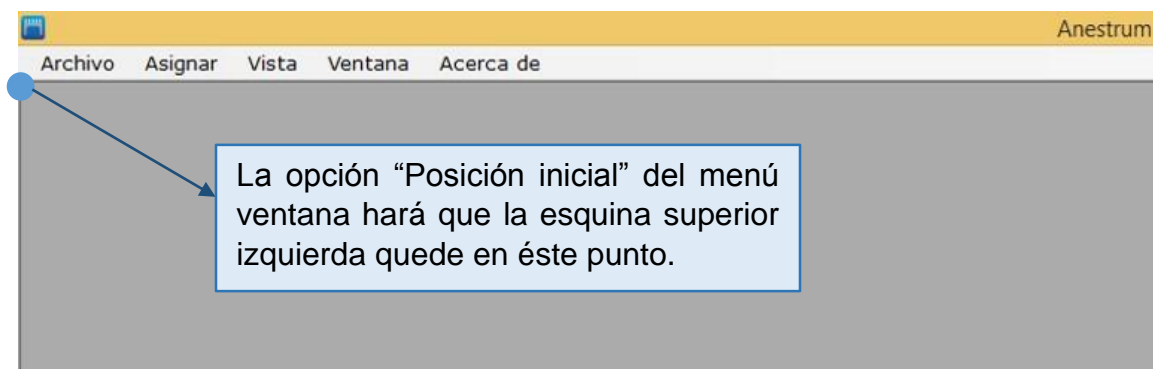 Anestrum
Archivo Asignar Vista Ventana Acerca de
La opción “Posición inicial” del menú
ventana hará que la esquina superior
izquierda quede en éste punto.